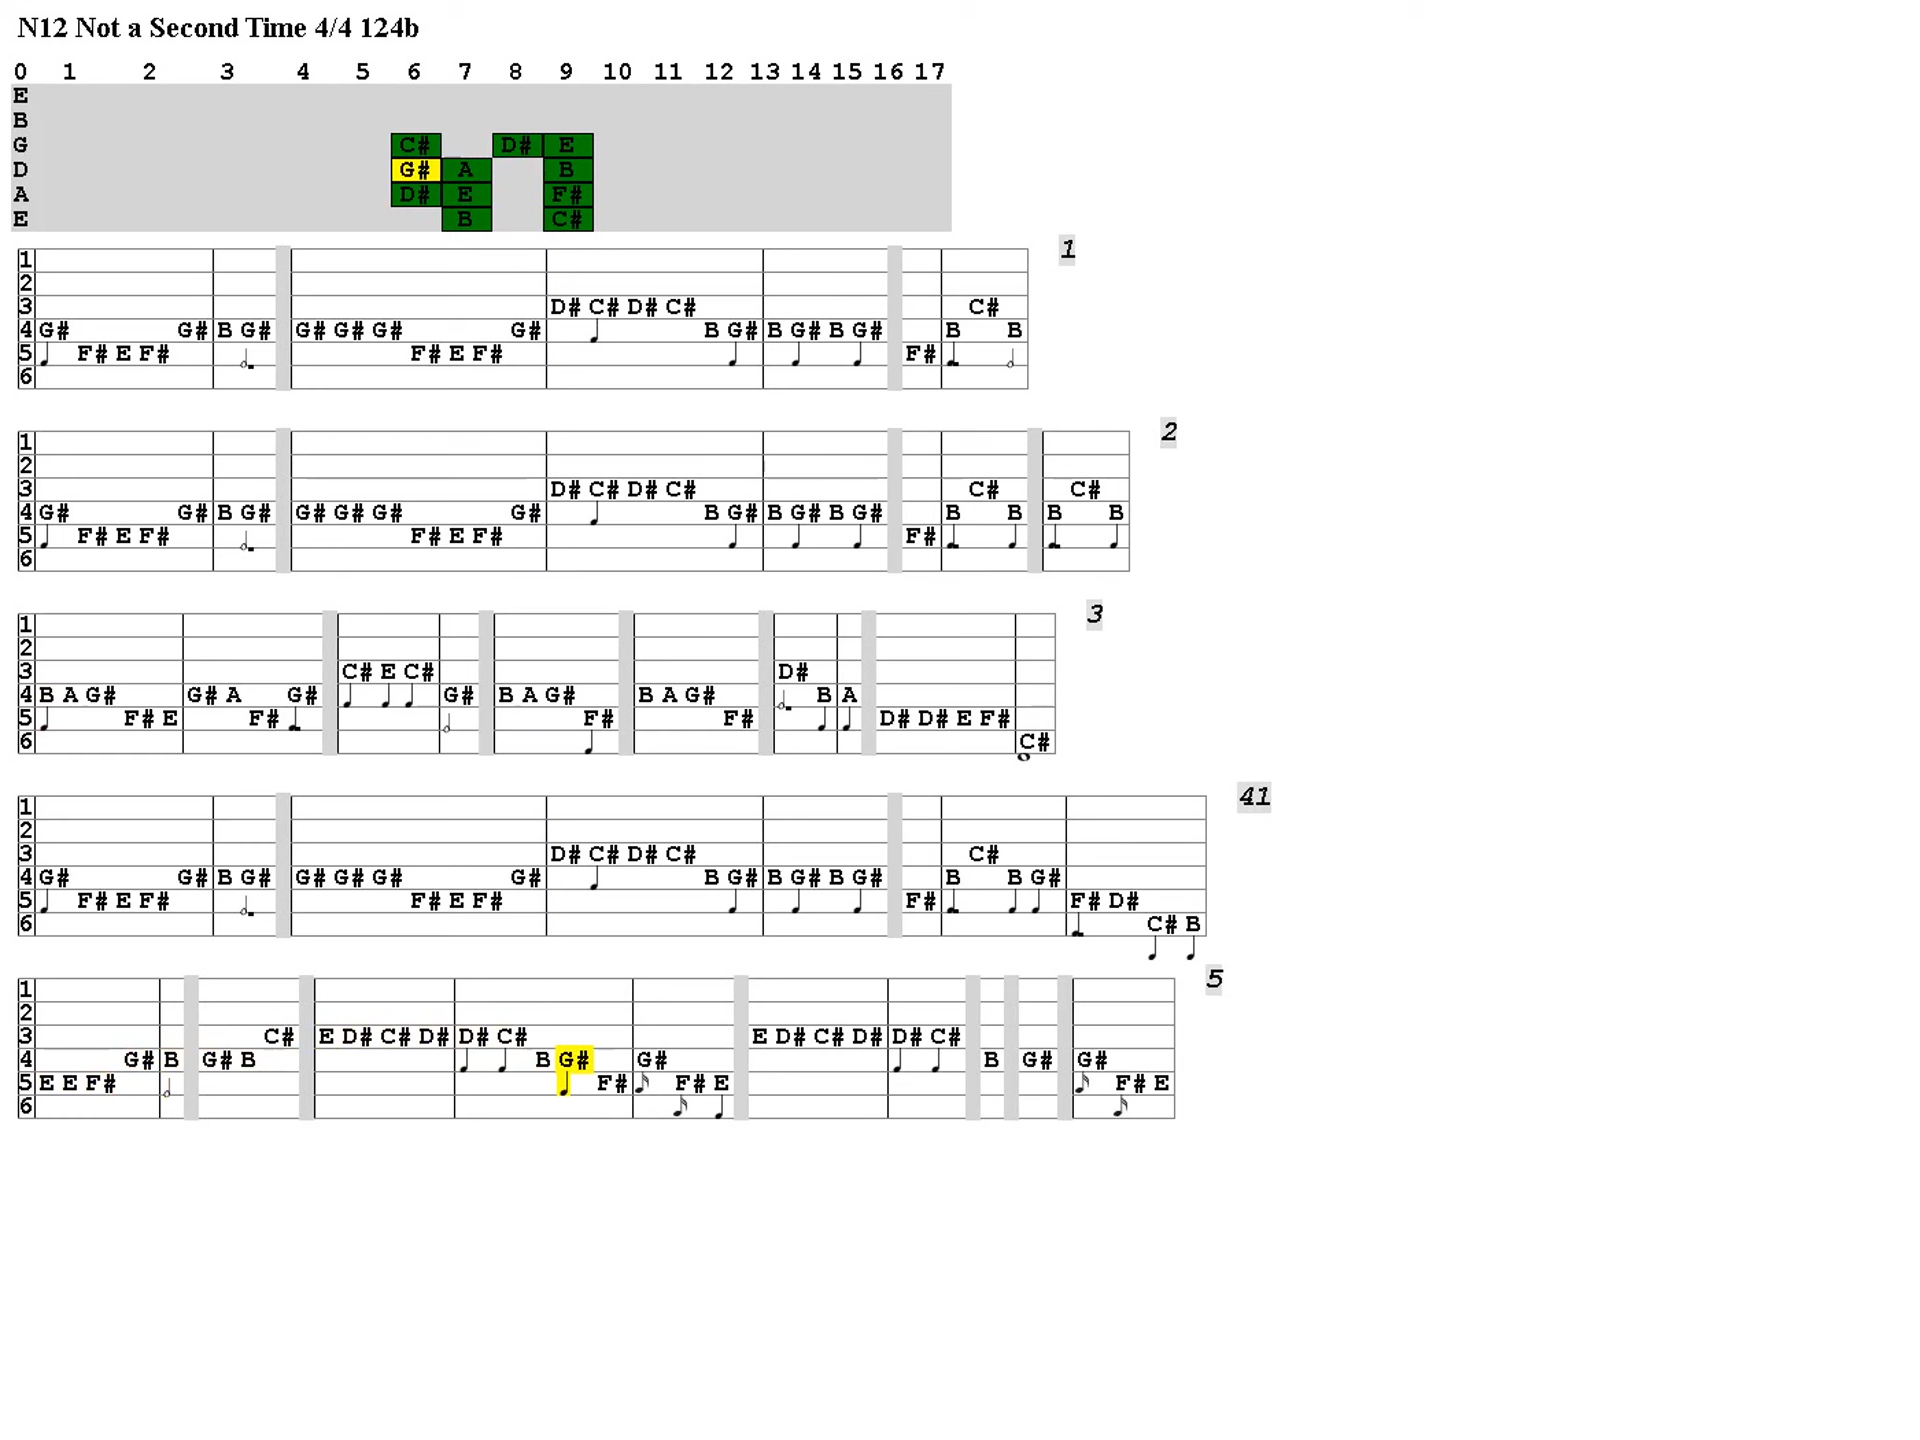 N12 Not a Second Time 4/4 124b
0 1 2 3 4 5 6 7 8 9 10 11 12 13 14 15 16 17
E
B
G C# D# E
D G# A B
A D# E F#
E B C#
1
1
2
3 D# C# D# C# C#
4 G# G# B G# G# G# G# G# B G# B G# B G# B B
5 F# E F# F# E F# F#
6
2
1
2
3 D# C# D# C# C# C#
4 G# G# B G# G# G# G# G# B G# B G# B G# B B B B
5 F# E F# F# E F# F#
6
3
1
2
3 C# E C# D#
4 B A G# G# A G# G# B A G# B A G# B A
5 F# E F# F# F# D# D# E F#
6 C#
41
1
2
3 D# C# D# C# C#
4 G# G# B G# G# G# G# G# B G# B G# B G# B B G#
5 F# E F# F# E F# F# F# D#
6 C# B
5
1
2
3 C# E D# C# D# D# C# E D# C# D# D# C#
4 G# B G# B B G# G# B G# G#
5 E E F# F# F# E F# E
6